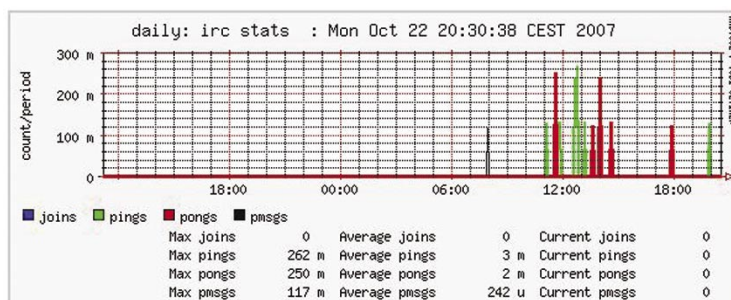 daily: irc stats : Mon Oct 22 20:30:38 CEST 2007
count/period
300 m
200 m
100 m
0
18:00 00:00 06:00 12:00 18:00
joins pings pongs pmsgs
Max joins 0 Average joins 0 Current joins 0
Max pings 262 m Average pings 3 m Current pings 0
Max pongs 250 m Average pongs 2 m Current pongs 0
Max pmsgs 117 m Average pmsgs 242 u Current pmsgs 0